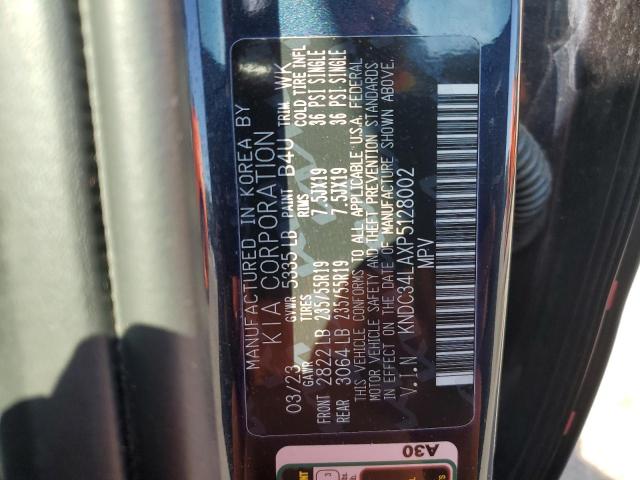 MANUFACTURED IN KOREA BY
KIA CORPORATION
03/23 GVWR 5335 LB PAINT B4U TRIM WK
GAWR TIRES RIMS COLD TIRE INFL
FRONT 2822 LB 235/55R19 7.5JX19 36 PSI SINGLE
REAR 3064 LB 235/55R19 7.5JX19 36 PSI SINGLE
THIS VEHICLE CONFORMS TO ALL APPLICABLE U.S.A. FEDERAL
MOTOR VEHICLE SAFETY AND THEFT PREVENTION STANDARDS
IN EFFECT ON THE DATE OF MANUFACTURE SHOWN ABOVE.
V.I.N KNDC34LAXP5128002
MPV
A30
3